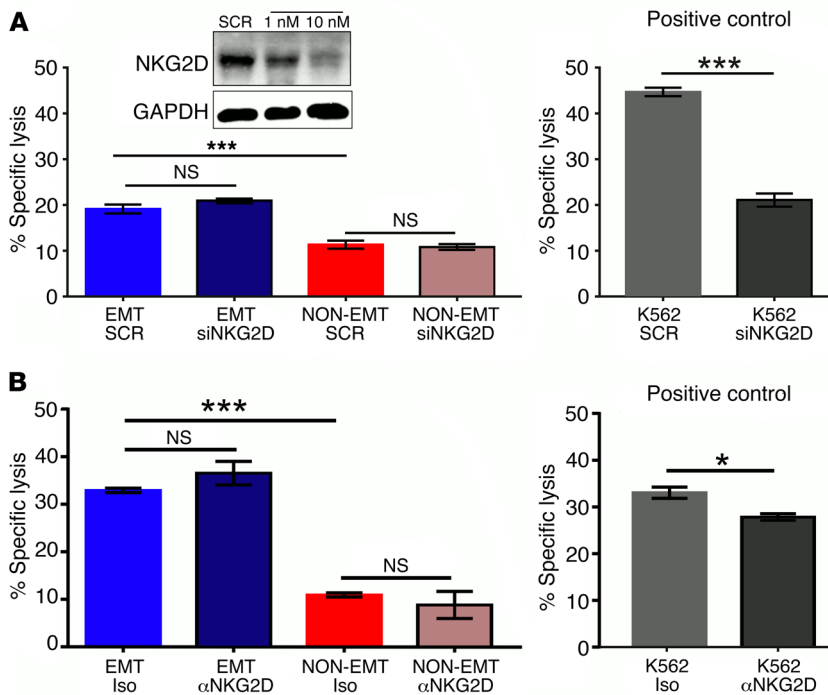 A
SCR 1 nM 10 nM
NKG2D
GAPDH
% Specific lysis
50
40
30
20
10
0
***
NS
NS
EMT SCR
EMT siNKG2D
NON-EMT SCR
NON-EMT siNKG2D
Positive control
% Specific lysis
50
40
30
20
10
0
***
K562 SCR
K562 siNKG2D
B
% Specific lysis
50
40
30
20
10
0
***
NS
NS
EMT Iso
EMT αNKG2D
NON-EMT Iso
NON-EMT αNKG2D
Positive control
% Specific lysis
50
40
30
20
10
0
*
K562 Iso
K562 αNKG2D